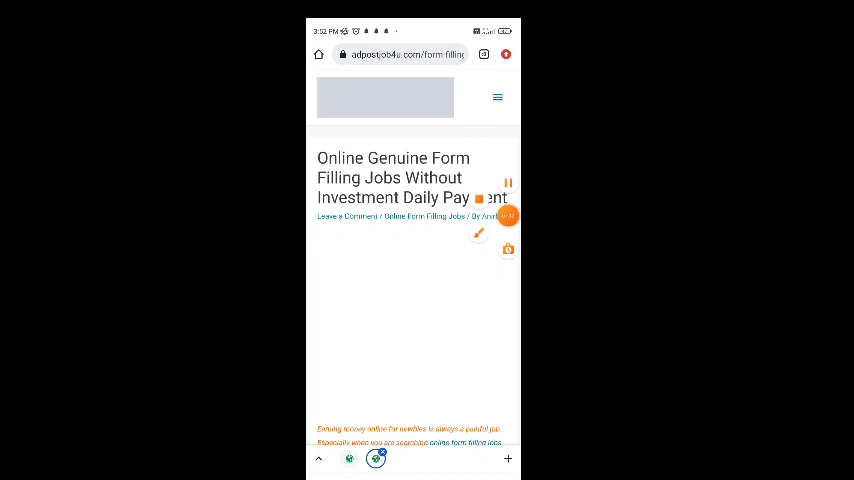 3:52 PM
adpostjob4u.com/form-filling
Online Genuine Form
Filling Jobs Without
Investment Daily Payment
Leave a Comment / Online Form Filling Jobs / By
Earning money online for newbies is always a painful job.
Especially when you are searching online form filling jobs